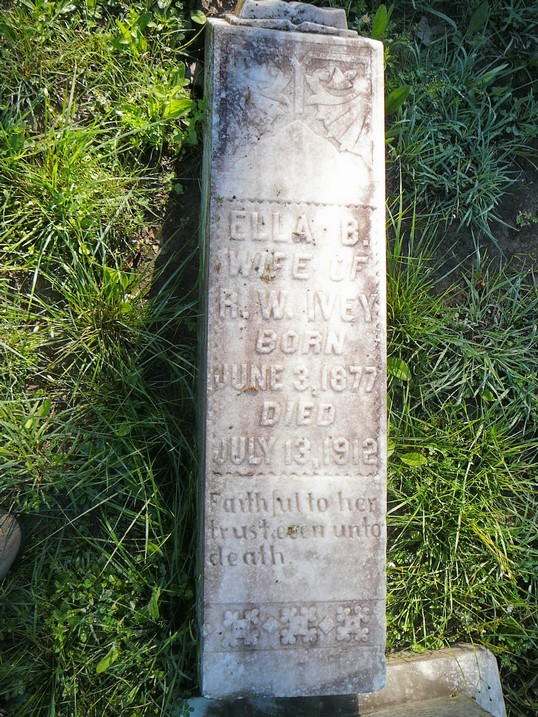 ELLA B.
WIFE OF
R. W. IVEY
BORN
JUNE 3, 1877
DIED
JULY 13, 1912
Faithful to her
trust, even unto
death.